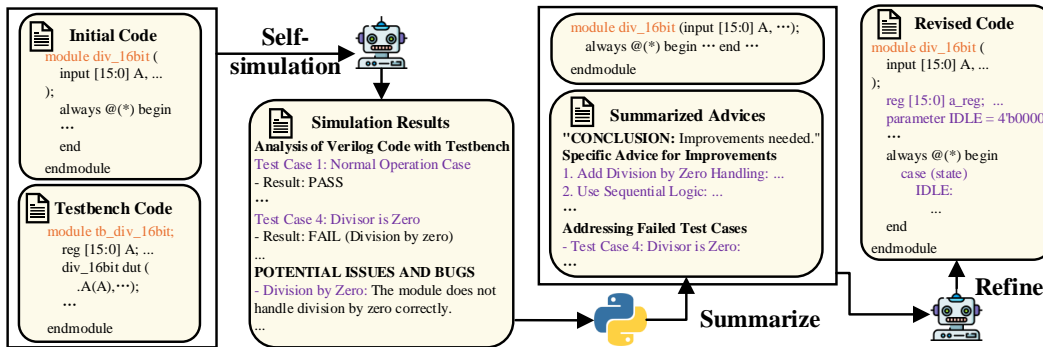 Initial Code
module div_16bit (
input [15:0] A, ...
);
always @(*) begin
...
end
endmodule
Testbench Code
module tb_div_16bit;
reg [15:0] A; ...
div_16bit dut (
.A(A),...);
...
endmodule
Self-
simulation
Simulation Results
Analysis of Verilog Code with Testbench
Test Case 1: Normal Operation Case
- Result: PASS
...
Test Case 4: Divisor is Zero
- Result: FAIL (Division by zero)
...
POTENTIAL ISSUES AND BUGS
- Division by Zero: The module does not
handle division by zero correctly.
...
Summarize
module div_16bit (input [15:0] A, ...);
always @(*) begin ... end ...
endmodule
Summarized Advices
"CONCLUSION: Improvements needed."
Specific Advice for Improvements
1. Add Division by Zero Handling: ...
2. Use Sequential Logic: ...
...
Addressing Failed Test Cases
- Test Case 4: Divisor is Zero:
...
Refine
Revised Code
module div_16bit (
input [15:0] A, ...
);
reg [15:0] a_reg; ...
parameter IDLE = 4'b0000
...
always @(*) begin
case (state)
IDLE:
...
end
endmodule